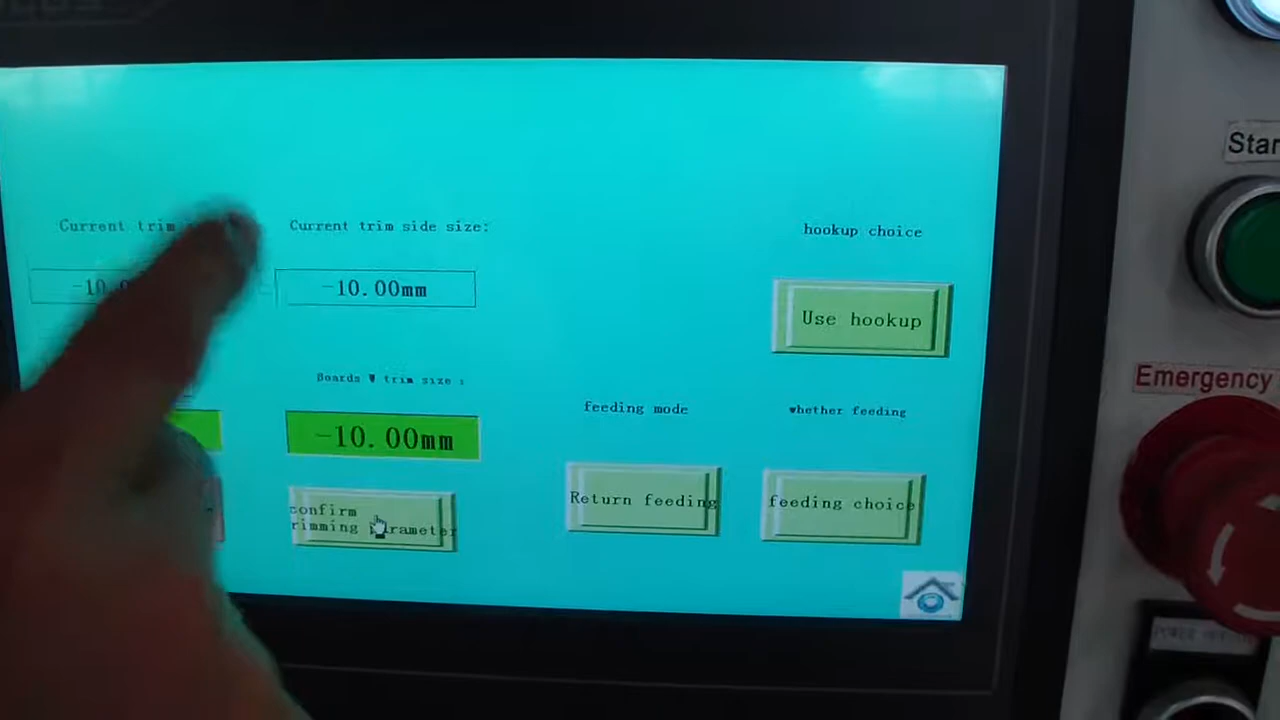 Current trim
Current trim side size:
hookup choice
-10.00mm
Use hookup
Boards W trim size :
feeding mode
whether feeding
-10.00mm
confirm
rimming parameter
Return feeding
feeding choice
Star
Emergency